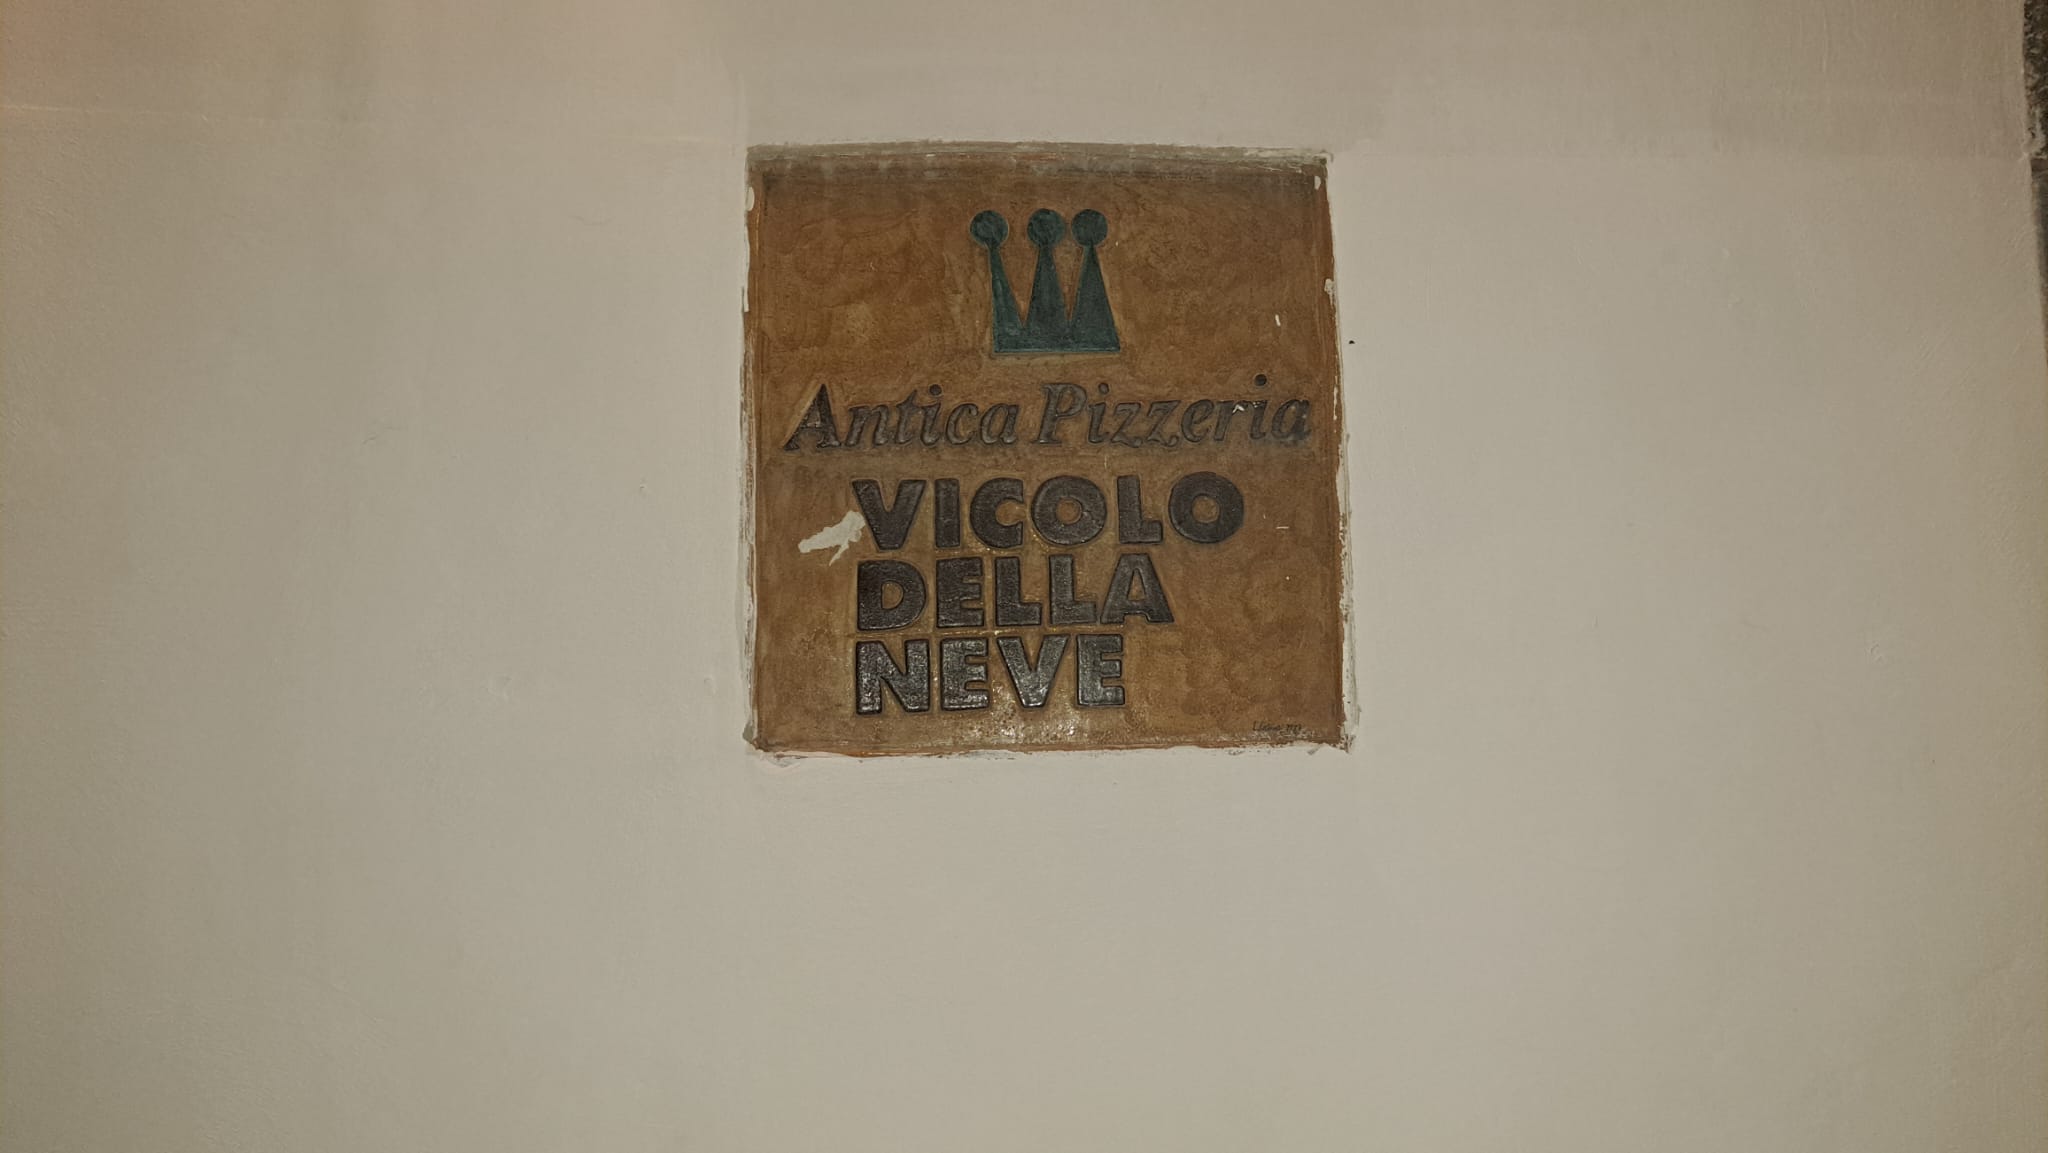 Antica Pizzeria
VICOLO
DELLA
NEVE